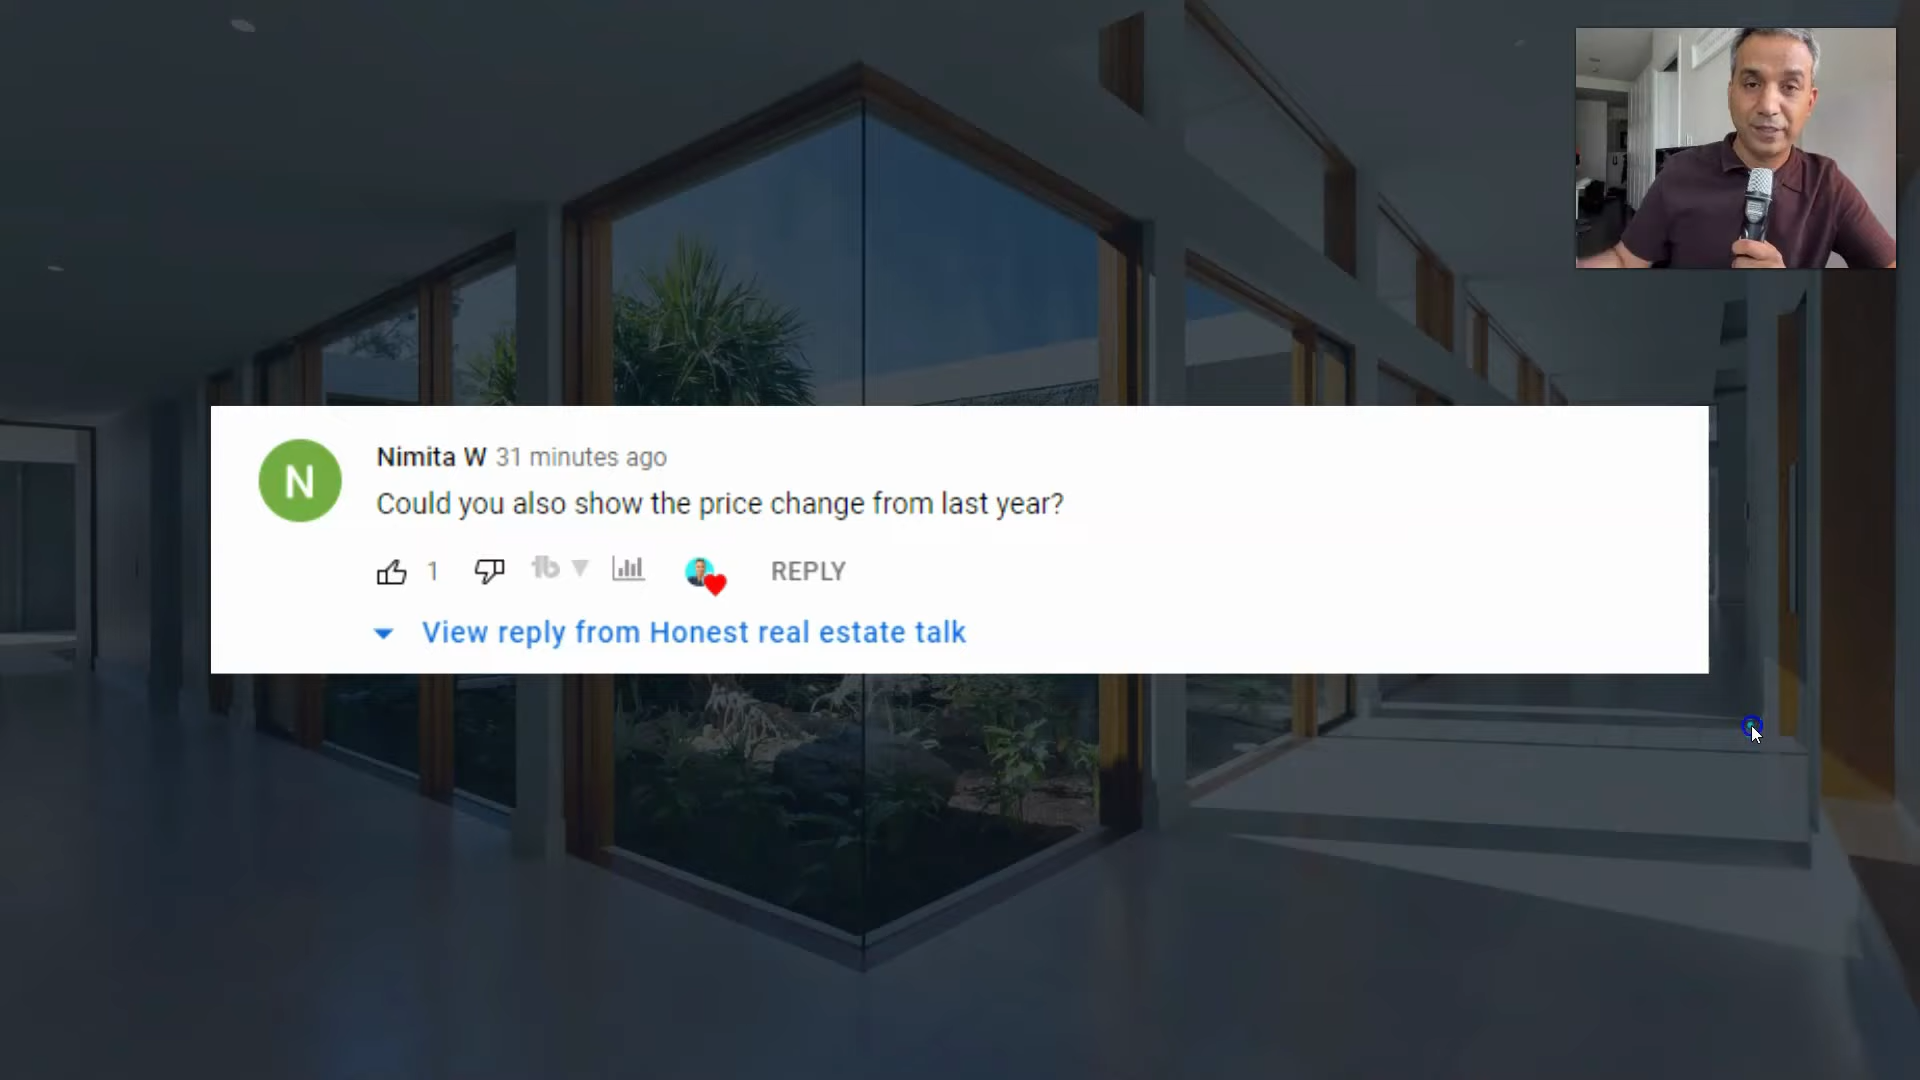 N
Nimita W 31 minutes ago
Could you also show the price change from last year?
1 tb REPLY
View reply from Honest real estate talk